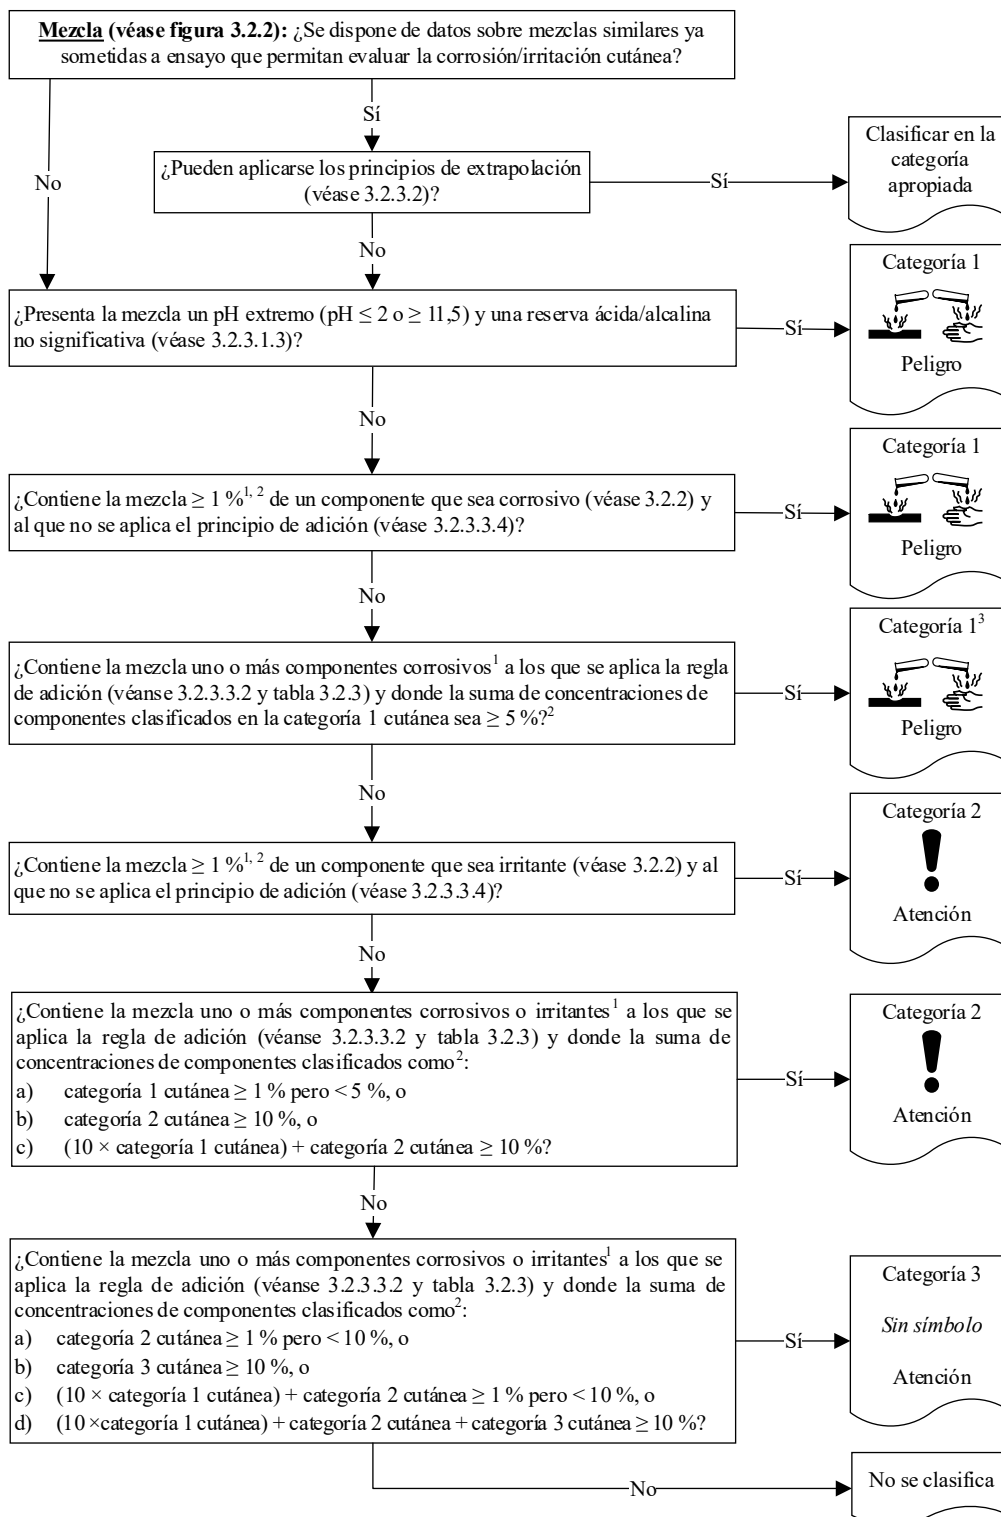 Mezcla (véase figura 3.2.2): ¿Se dispone de datos sobre mezclas similares ya
sometidas a ensayo que permitan evaluar la corrosión/irritación cutánea?
Sí
No
¿Pueden aplicarse los principios de extrapolación
(véase 3.2.3.2)?
Sí
Clasificar en la
categoría
apropiada
No
¿Presenta la mezcla un pH extremo (pH ≤ 2 o ≥ 11,5) y una reserva ácida/alcalina
no significativa (véase 3.2.3.1.3)?
Sí
Categoría 1
Peligro
No
¿Contiene la mezcla ≥ 1 %1, 2 de un componente que sea corrosivo (véase 3.2.2) y
al que no se aplica el principio de adición (véase 3.2.3.3.4)?
Sí
Categoría 1
Peligro
No
¿Contiene la mezcla uno o más componentes corrosivos1 a los que se aplica la regla
de adición (véanse 3.2.3.3.2 y tabla 3.2.3) y donde la suma de concentraciones de
componentes clasificados en la categoría 1 cutánea sea ≥ 5 %?2
Sí
Categoría 13
Peligro
No
¿Contiene la mezcla ≥ 1 %1, 2 de un componente que sea irritante (véase 3.2.2) y al
que no se aplica el principio de adición (véase 3.2.3.3.4)?
Sí
Categoría 2
Atención
No
¿Contiene la mezcla uno o más componentes corrosivos o irritantes1 a los que se
aplica la regla de adición (véanse 3.2.3.3.2 y tabla 3.2.3) y donde la suma de
concentraciones de componentes clasificados como2:
a) categoría 1 cutánea ≥ 1 % pero < 5 %, o
b) categoría 2 cutánea ≥ 10 %, o
c) (10 × categoría 1 cutánea) + categoría 2 cutánea ≥ 10 %?
Sí
Categoría 2
Atención
No
¿Contiene la mezcla uno o más componentes corrosivos o irritantes1 a los que se
aplica la regla de adición (véanse 3.2.3.3.2 y tabla 3.2.3) y donde la suma de
concentraciones de componentes clasificados como2:
a) categoría 2 cutánea ≥ 1 % pero < 10 %, o
b) categoría 3 cutánea ≥ 10 %, o
c) (10 × categoría 1 cutánea) + categoría 2 cutánea ≥ 1 % pero < 10 %, o
d) (10 ×categoría 1 cutánea) + categoría 2 cutánea + categoría 3 cutánea ≥ 10 %?
Sí
Categoría 3
Sin símbolo
Atención
No
No se clasifica